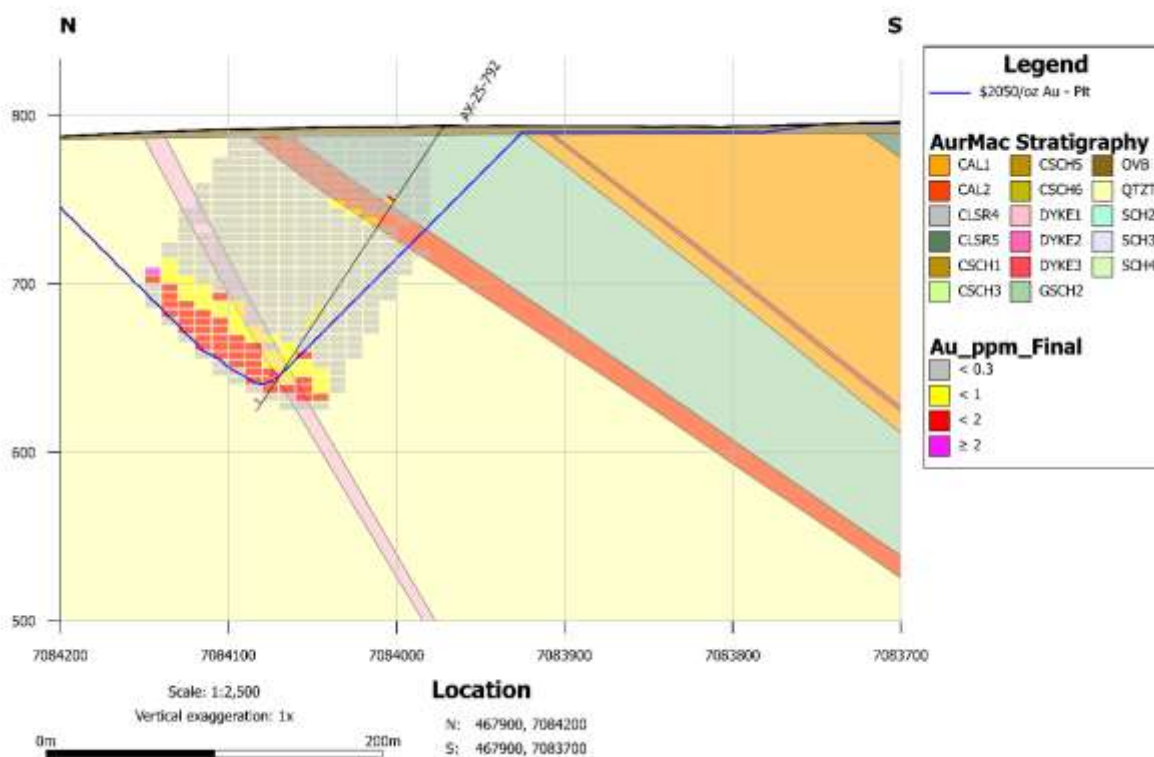 N
S
AX-25-792
800
700
600
500
7084200
7084100
7084000
7083900
7083800
7083700
Legend
$2050/oz Au - Pit
AurMac Stratigraphy
CAL1
CSCH5
OVB
CAL2
CSCH6
QTZT
CLSR4
DYKE1
SCH2
CLSR5
DYKE2
SCH3
CSCH1
DYKE3
SCH4
CSCH3
GSCH2
Au_ppm_Final
< 0.3
< 1
< 2
≥ 2
Scale: 1:2,500
Vertical exaggeration: 1x
0m
200m
Location
N: 467900, 7084200
S: 467900, 7083700